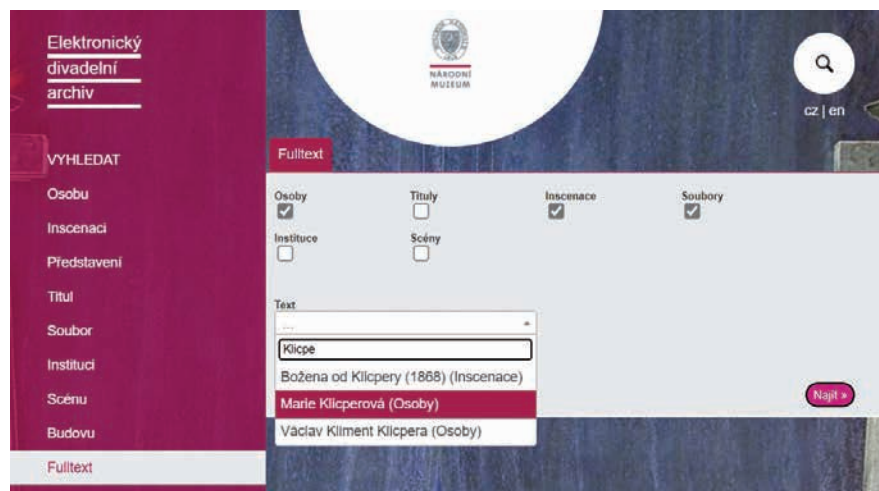 Elektronický
divadelní
archiv
NÁRODNÍ
MUZEUM
cz | en
VYHLEDAT
Osobu
Inscenaci
Představení
Titul
Soubor
Instituci
Scénu
Budovu
Fulltext
Fulltext
Osoby Tituly Inscenace Soubory
Instituce Scény
Text
...
Klicpe
Božena od Klicpery (1868) (Inscenace)
Marie Klicperová (Osoby)
Václav Kliment Klicpera (Osoby)
Najít »